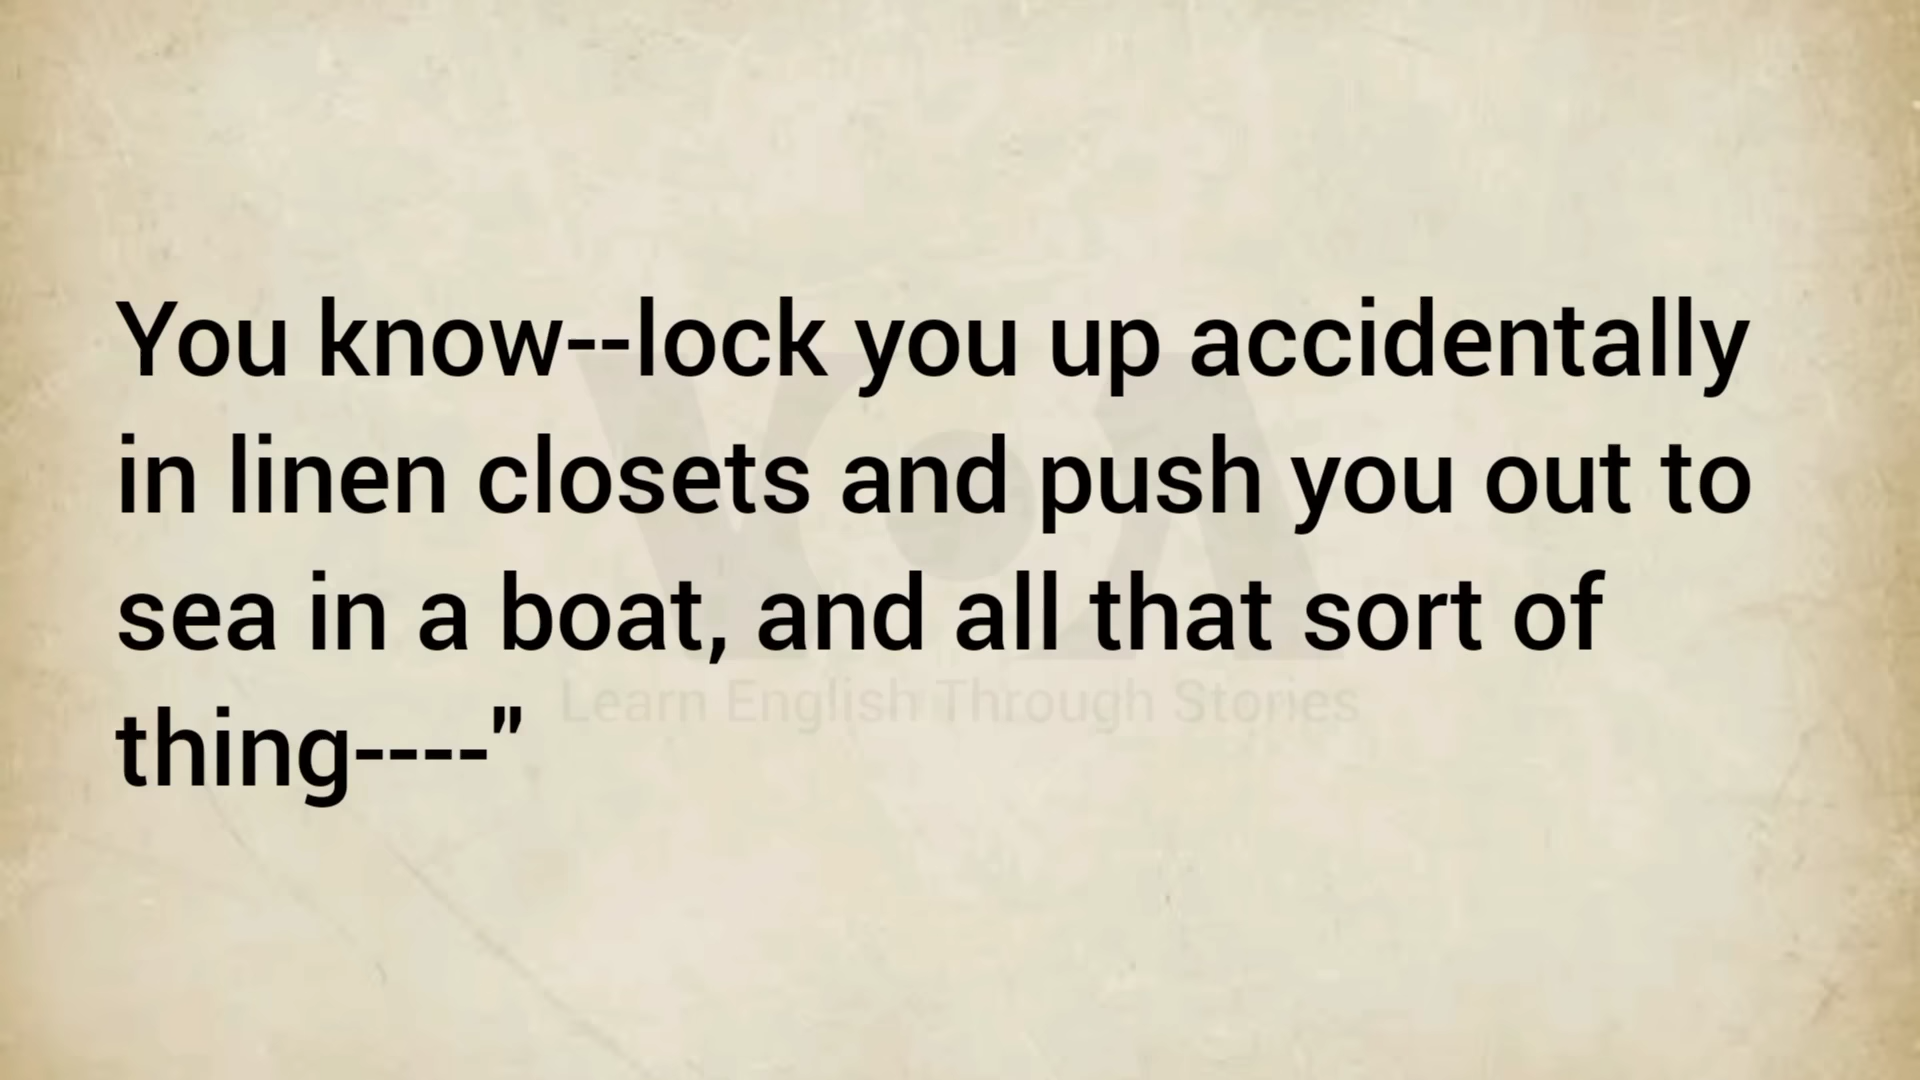 You know--lock you up accidentally
in linen closets and push you out to
sea in a boat, and all that sort of
thing----"
VOA
Learn English Through Stories